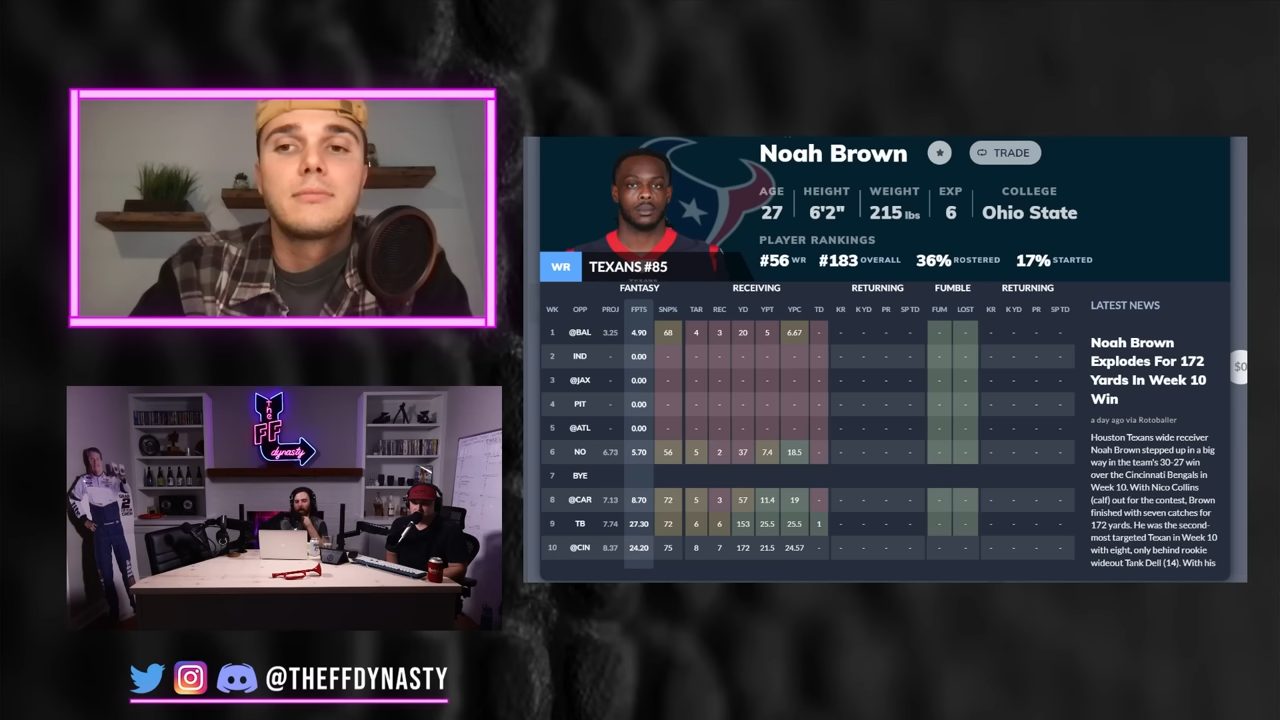 The
FF
dynasty
@THEFFDYNASTY
Noah Brown
TRADE
AGE HEIGHT WEIGHT EXP COLLEGE
27 6'2" 215 lbs 6 Ohio State
PLAYER RANKINGS
#56 WR #183 OVERALL 36% ROSTERED 17% STARTED
WR TEXANS #85
FANTASY RECEIVING RETURNING FUMBLE RETURNING
WK OPP PROJ FPTS SNP% TAR REC YD YPT YPC TD KR K YD PR SP TD FUM LOST KR K YD PR SP TD
1 @BAL 3.25 4.90 68 4 3 20 5 6.67 - - - - - - - - - - -
2 IND - 0.00 - - - - - - - - - - - - - - - - -
3 @JAX - 0.00 - - - - - - - - - - - - - - - - -
4 PIT - 0.00 - - - - - - - - - - - - - - - - -
5 @ATL - 0.00 - - - - - - - - - - - - - - - - -
6 NO 6.73 5.70 56 5 2 37 7.4 18.5 - - - - - - - - - - -
7 BYE
8 @CAR 7.13 8.70 72 5 3 57 11.4 19 - - - - - - - - - - -
9 TB 7.74 27.30 72 6 6 153 25.5 25.5 1 - - - - - - - - - -
10 @CIN 8.37 24.20 75 8 7 172 21.5 24.57 - - - - - - - - - - -
LATEST NEWS
Noah Brown
Explodes For 172
Yards In Week 10
Win
a day ago via Rotoballer
Houston Texans wide receiver
Noah Brown stepped up in a big
way in the team's 30-27 win
over the Cincinnati Bengals in
Week 10. With Nico Collins
(calf) out for the contest, Brown
finished with seven catches for
172 yards. He was the second-
most targeted Texan in Week 10
with eight, only behind rookie
wideout Tank Dell (14). With his
$0